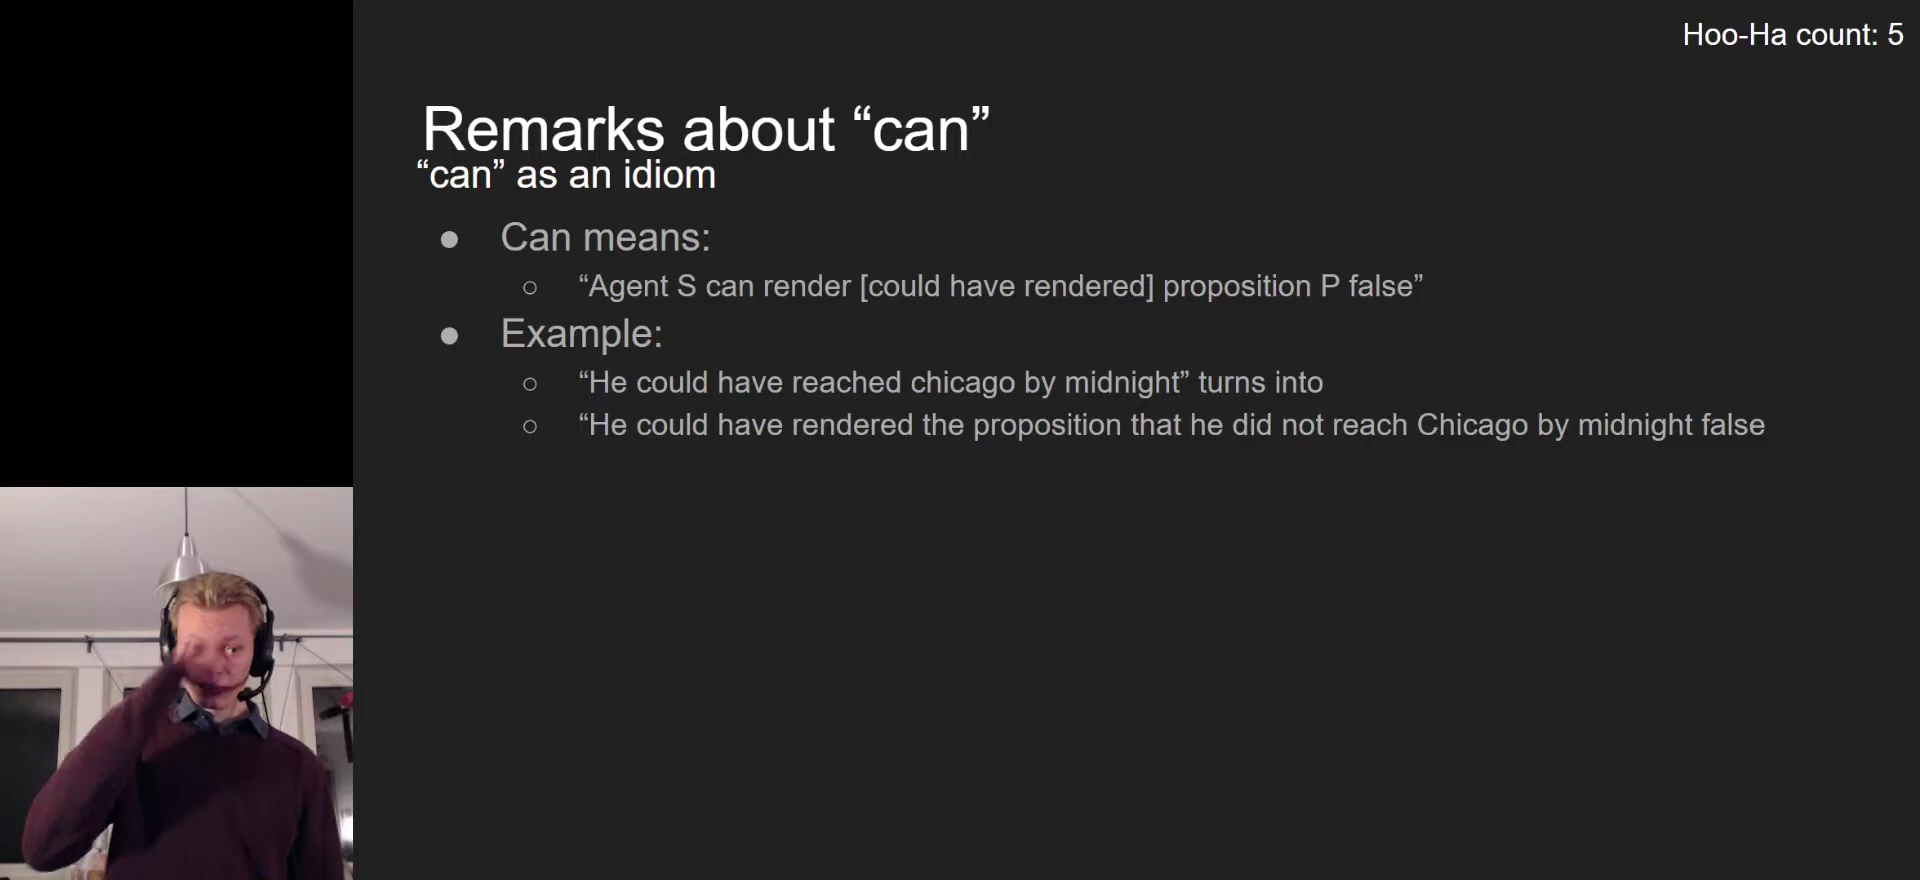 Hoo-Ha count: 5
Remarks about “can”
“can” as an idiom
● Can means:
○ “Agent S can render [could have rendered] proposition P false”
● Example:
○ “He could have reached chicago by midnight” turns into
○ “He could have rendered the proposition that he did not reach Chicago by midnight false